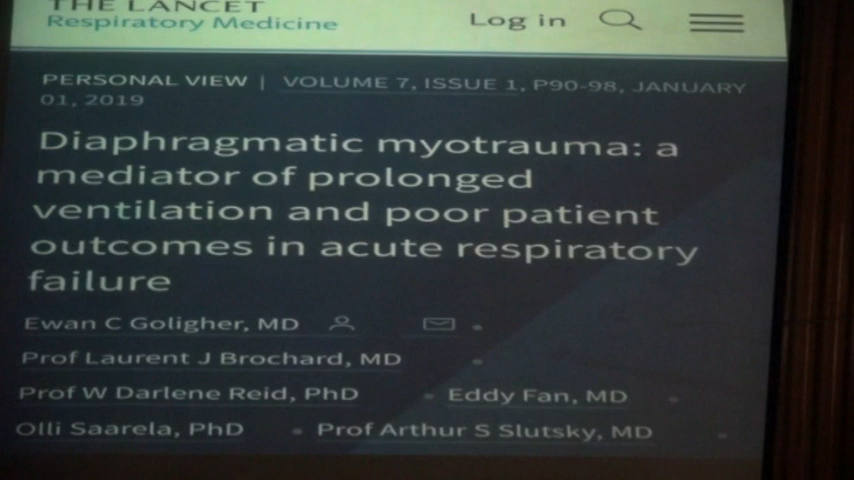 THE LANCET
Respiratory Medicine
Log in
PERSONAL VIEW | VOLUME 7, ISSUE 1, P90-98, JANUARY
01, 2019
Diaphragmatic myotrauma: a
mediator of prolonged
ventilation and poor patient
outcomes in acute respiratory
failure
Ewan C Goligher, MD
Prof Laurent J Brochard, MD
Prof W Darlene Reid, PhD • Eddy Fan, MD •
Olli Saarela, PhD • Prof Arthur S Slutsky, MD